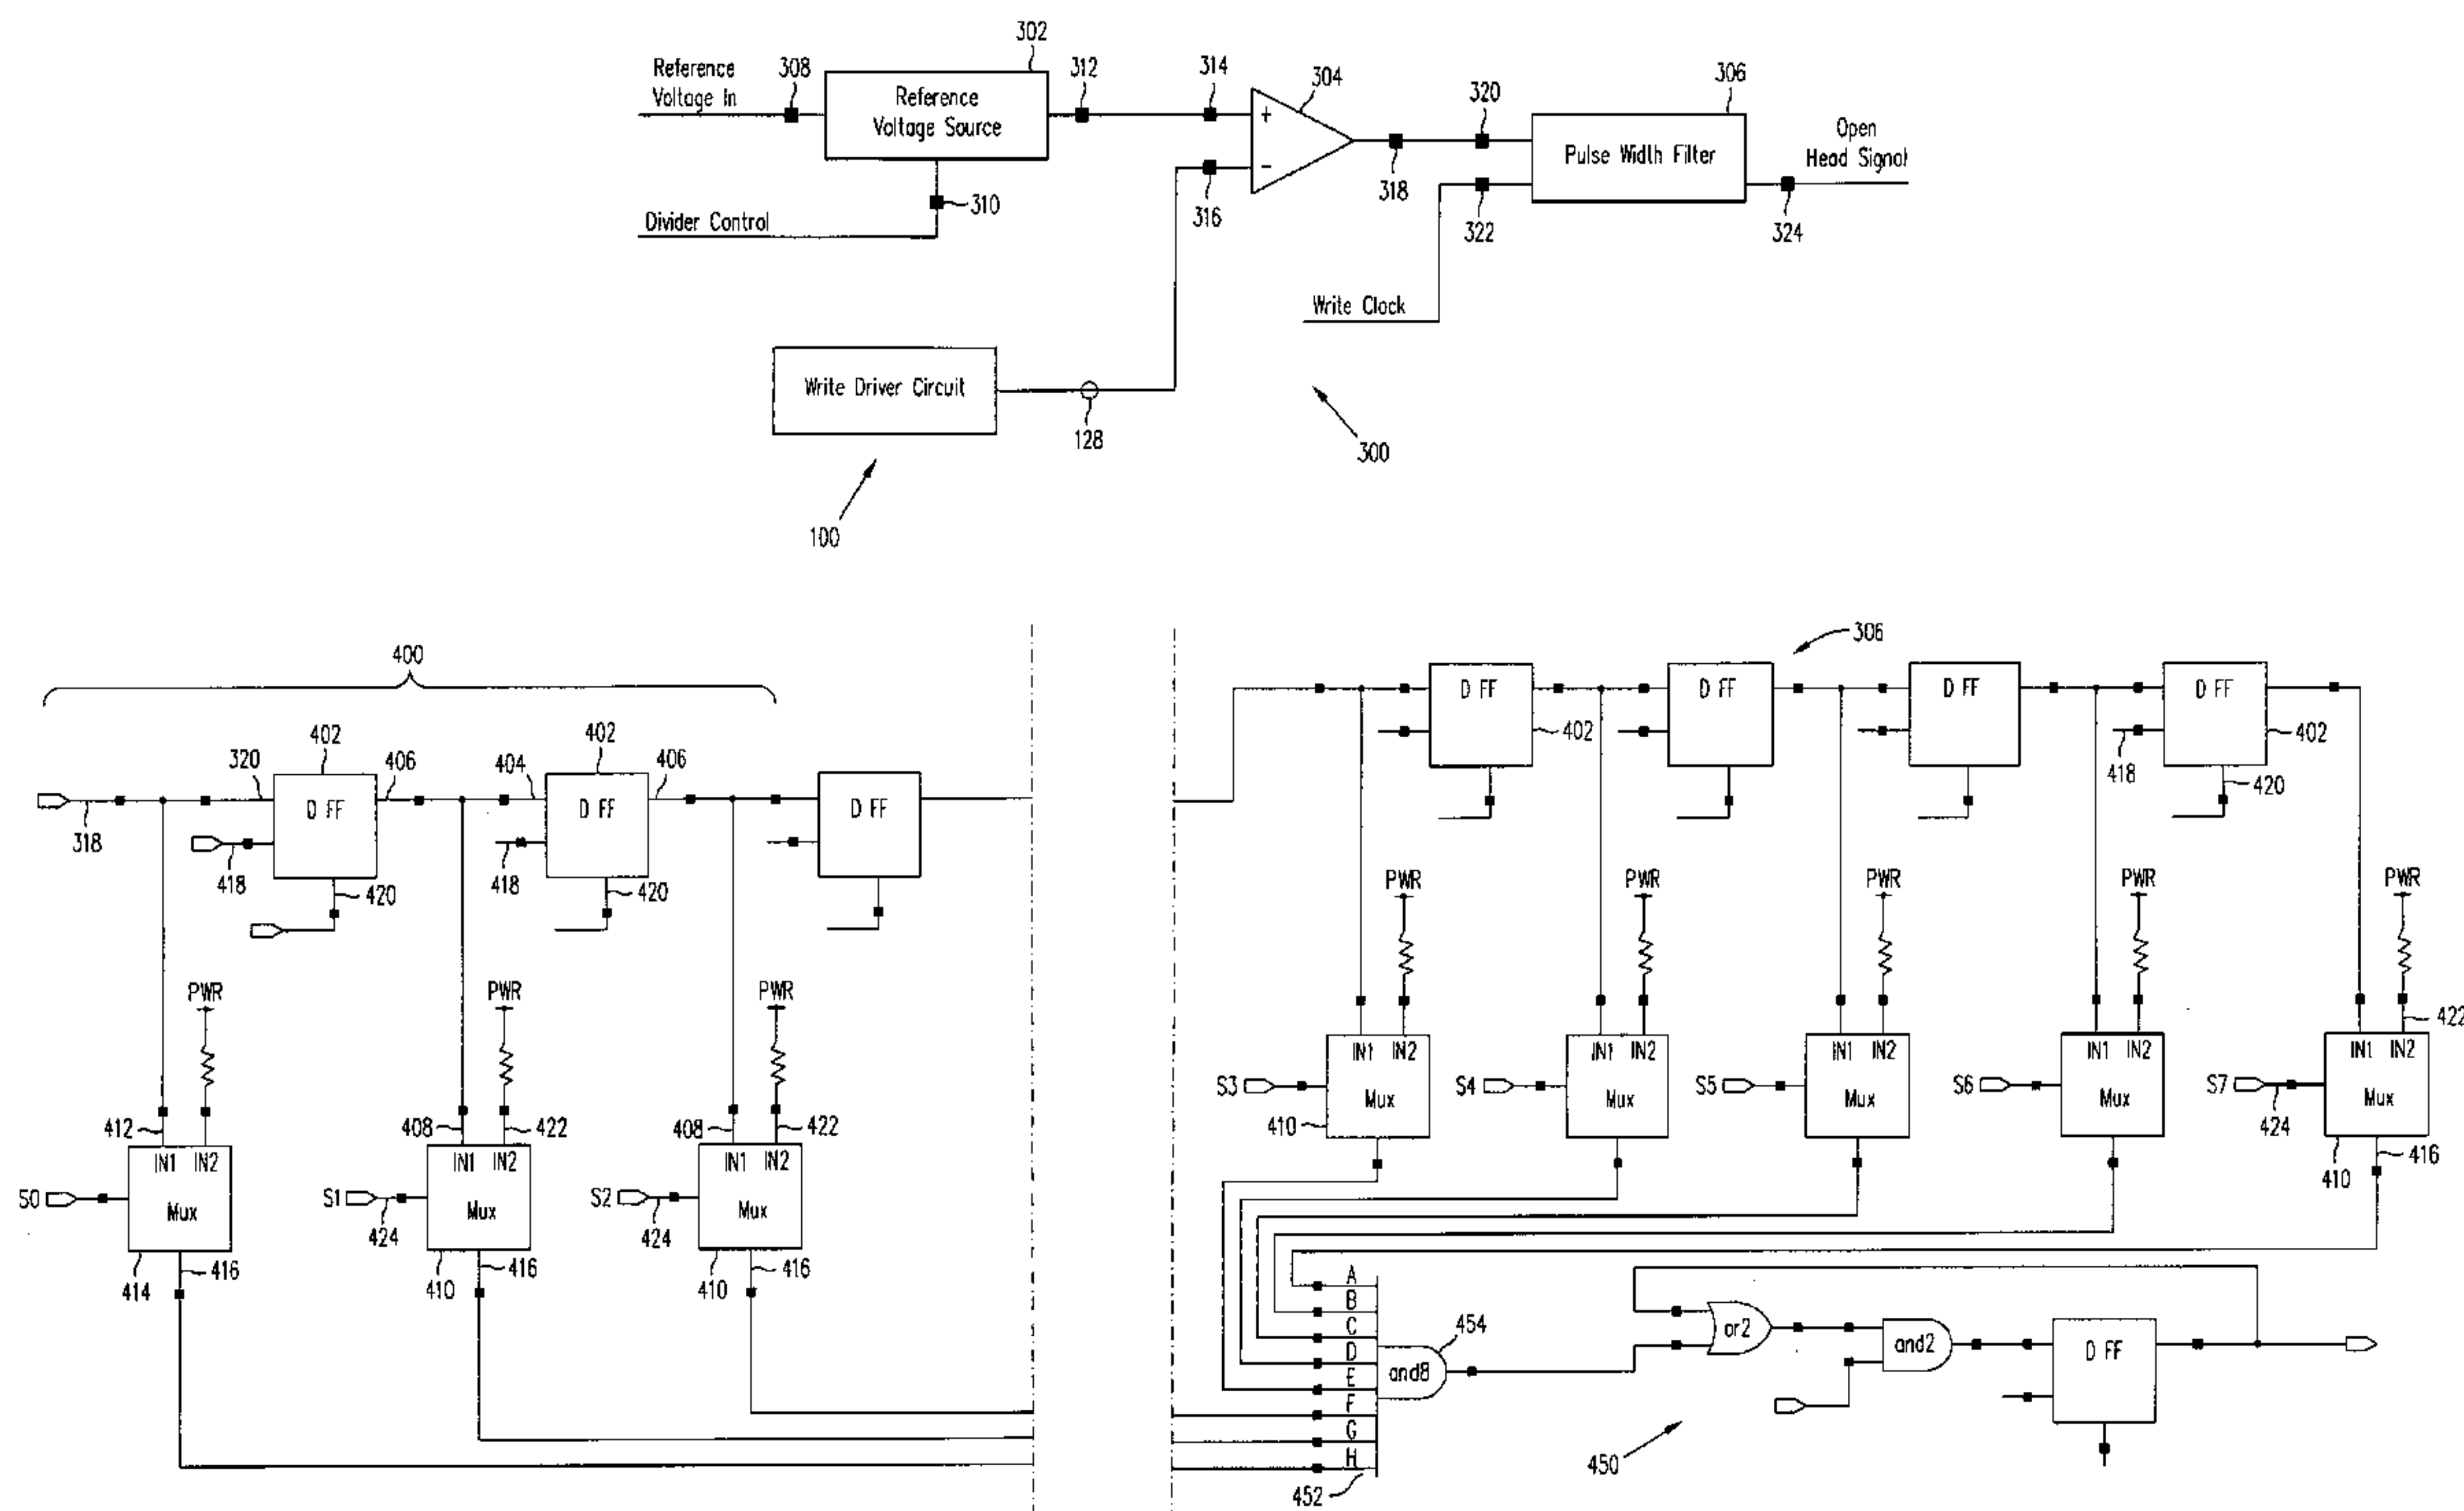 302
Reference
Voltage In
308
Reference
Voltage Source
312
314
304
320
306
Open
Head Signal
+
−
Pulse Width Filter
316
318
322
324
310
Divider Control
Write Clock
Write Driver Circuit
128
300
100
306
400
D FF
D FF
D FF
D FF
402
402
418
420
402
402
320
406
404
406
318
D FF
D FF
D FF
418
420
418
420
PWR
PWR
PWR
PWR
PWR
PWR
PWR
PWR
422
IN1 IN2
IN1 IN2
IN1 IN2
IN1 IN2
IN1 IN2
S3
S4
S5
S6
S7
Mux
Mux
Mux
Mux
Mux
410
424
410
416
412
408
422
408
422
IN1 IN2
IN1 IN2
IN1 IN2
S0
S1
S2
Mux
Mux
Mux
424
424
414
416
410
416
410
416
A
B
C
D
E
F
G
H
454
and8
or2
and2
D FF
450
452